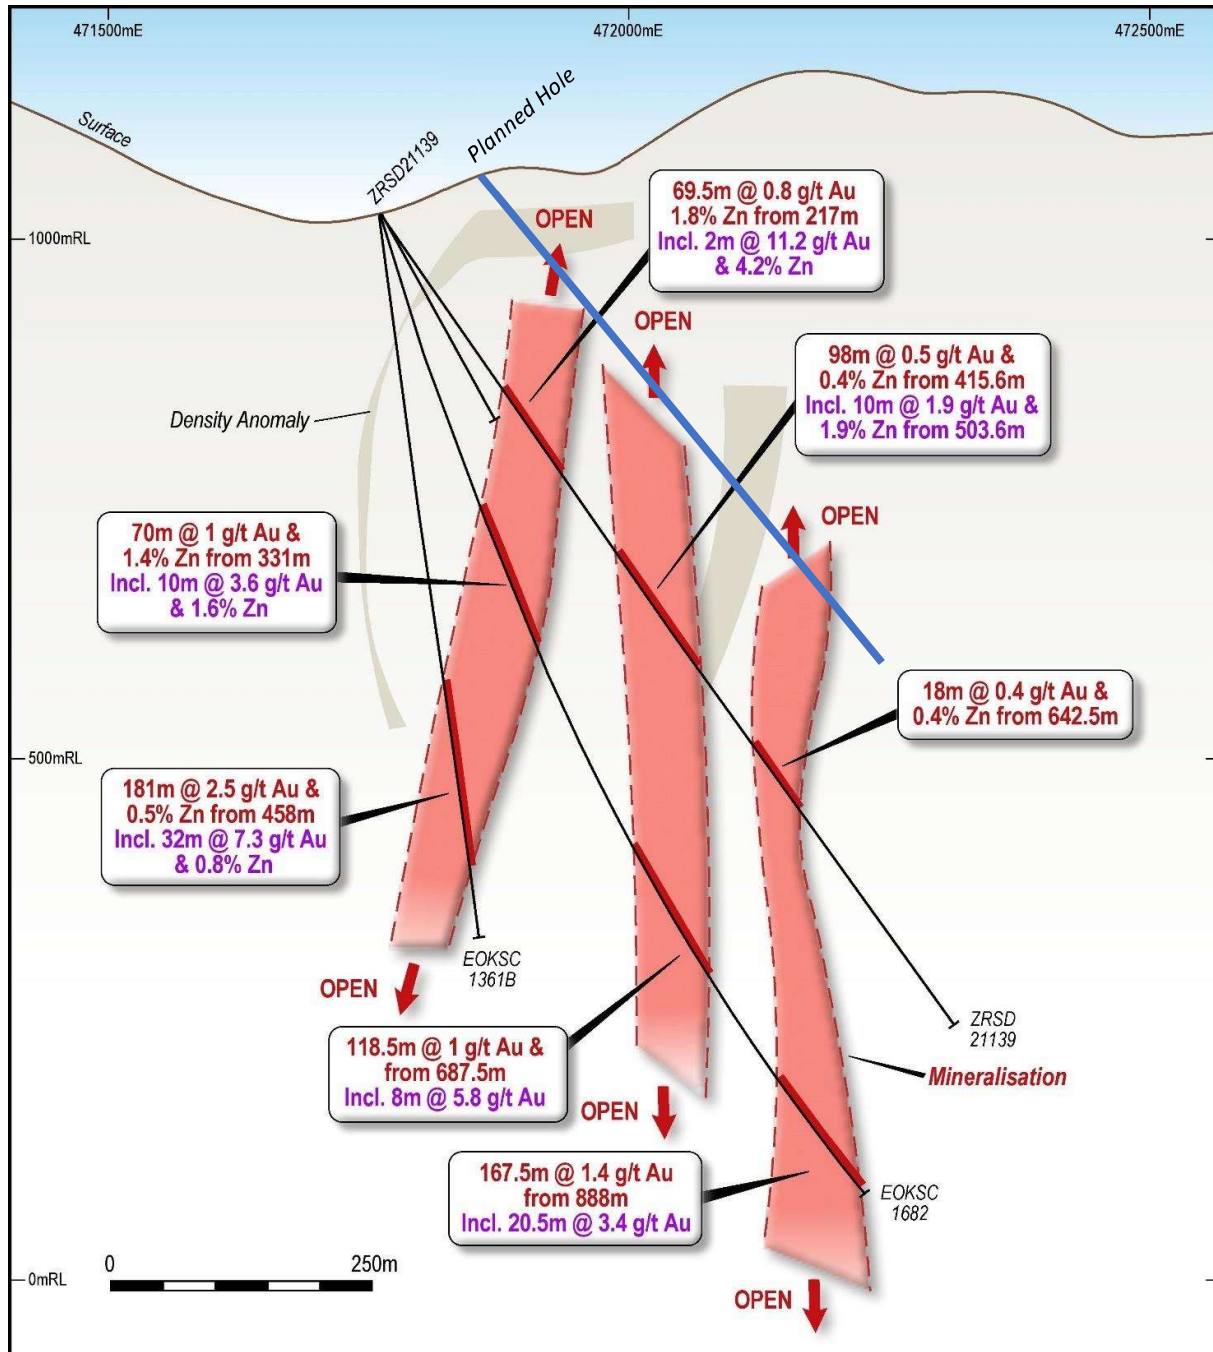 471500mE
472000mE
472500mE
Surface
ZRSD21139
Planned Hole
1000mRL
OPEN
69.5m @ 0.8 g/t Au
1.8% Zn from 217m
Incl. 2m @ 11.2 g/t Au
& 4.2% Zn
OPEN
98m @ 0.5 g/t Au &
0.4% Zn from 415.6m
Incl. 10m @ 1.9 g/t Au &
1.9% Zn from 503.6m
Density Anomaly
OPEN
70m @ 1 g/t Au &
1.4% Zn from 331m
Incl. 10m @ 3.6 g/t Au
& 1.6% Zn
18m @ 0.4 g/t Au &
0.4% Zn from 642.5m
500mRL
181m @ 2.5 g/t Au &
0.5% Zn from 458m
Incl. 32m @ 7.3 g/t Au
& 0.8% Zn
EOKSC
1361B
OPEN
ZRSD
21139
118.5m @ 1 g/t Au &
from 687.5m
Incl. 8m @ 5.8 g/t Au
Mineralisation
OPEN
167.5m @ 1.4 g/t Au
from 888m
Incl. 20.5m @ 3.4 g/t Au
EOKSC
1682
0
250m
0mRL
OPEN